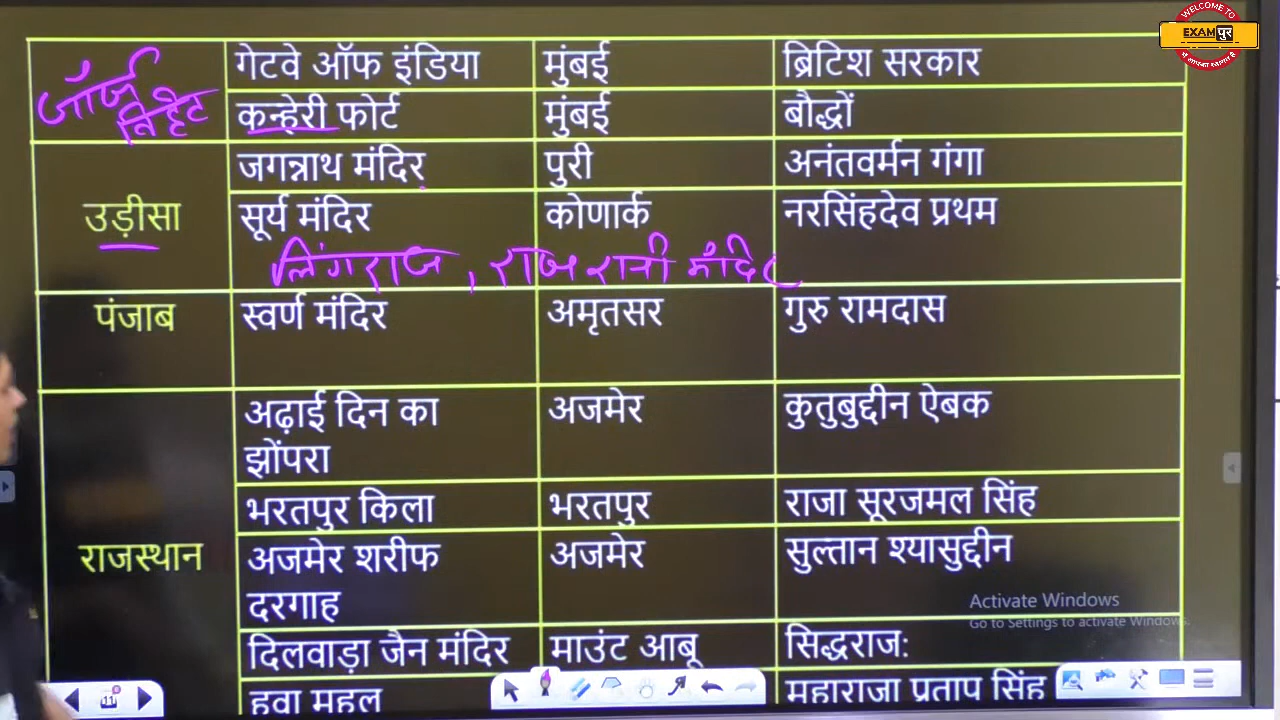 WELCOME TO
EXAM पुर
जॉर्ज
विटेट
गेटवे ऑफ इंडिया मुंबई ब्रिटिश सरकार
कन्हेरी फोर्ट मुंबई बौद्धों
उड़ीसा
जगन्नाथ मंदिर पुरी अनंतवर्मन गंगा
सूर्य मंदिर कोणार्क नरसिंहदेव प्रथम
लिंगराज, राजरानी मंदिर
पंजाब स्वर्ण मंदिर अमृतसर गुरु रामदास
राजस्थान
अढ़ाई दिन का अजमेर कुतुबुद्दीन ऐबक
झोंपरा
भरतपुर किला भरतपुर राजा सूरजमल सिंह
अजमेर शरीफ अजमेर सुल्तान श्यासुद्दीन
दरगाह
Activate Windows
Go to Settings to activate Windows.
दिलवाड़ा जैन मंदिर माउंट आबू सिद्धराज:
हवा महल महाराजा प्रताप सिंह
11